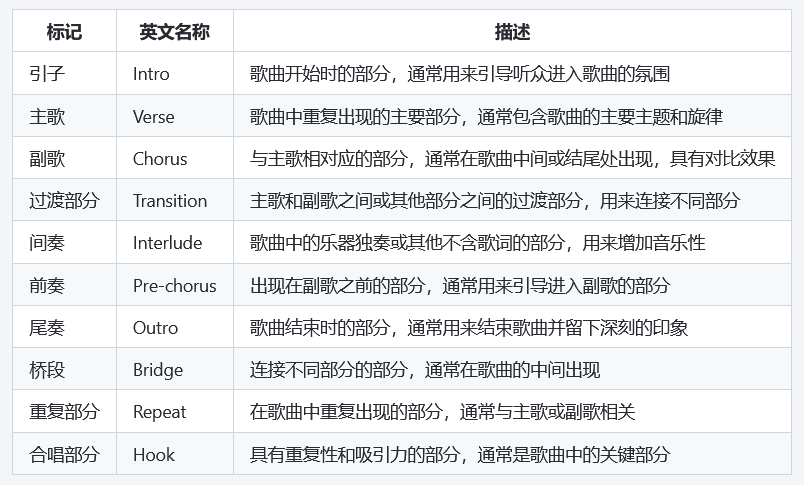 标记 英文名称 描述
引子 Intro 歌曲开始时的部分，通常用来引导听众进入歌曲的氛围
主歌 Verse 歌曲中重复出现的主要部分，通常包含歌曲的主要主题和旋律
副歌 Chorus 与主歌相对应的部分，通常在歌曲中间或结尾处出现，具有对比效果
过渡部分 Transition 主歌和副歌之间或其他部分之间的过渡部分，用来连接不同部分
间奏 Interlude 歌曲中的乐器独奏或其他不含歌词的部分，用来增加音乐性
前奏 Pre-chorus 出现在副歌之前的部分，通常用来引导进入副歌的部分
尾奏 Outro 歌曲结束时的部分，通常用来结束歌曲并留下深刻的印象
桥段 Bridge 连接不同部分的部分，通常在歌曲的中间出现
重复部分 Repeat 在歌曲中重复出现的部分，通常与主歌或副歌相关
合唱部分 Hook 具有重复性和吸引力的部分，通常是歌曲中的关键部分